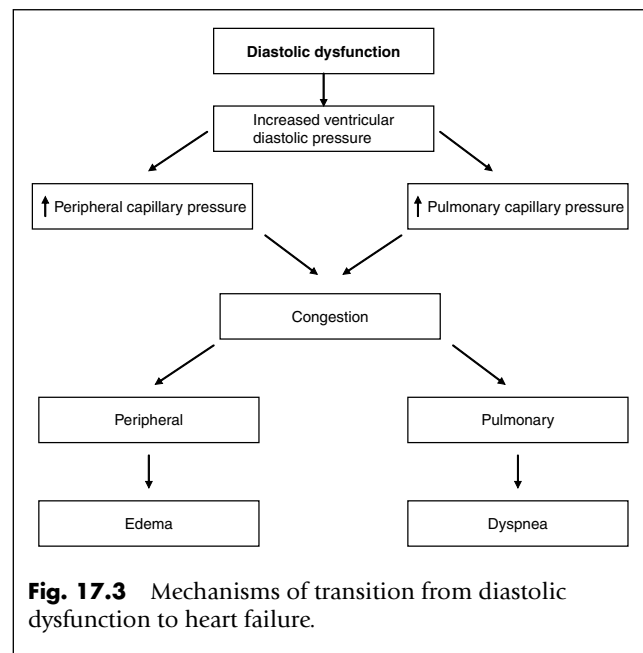 Diastolic dysfunction
Increased ventricular
diastolic pressure
↑ Peripheral capillary pressure
↑ Pulmonary capillary pressure
Congestion
Peripheral
Pulmonary
Edema
Dyspnea
Fig. 17.3 Mechanisms of transition from diastolic
dysfunction to heart failure.